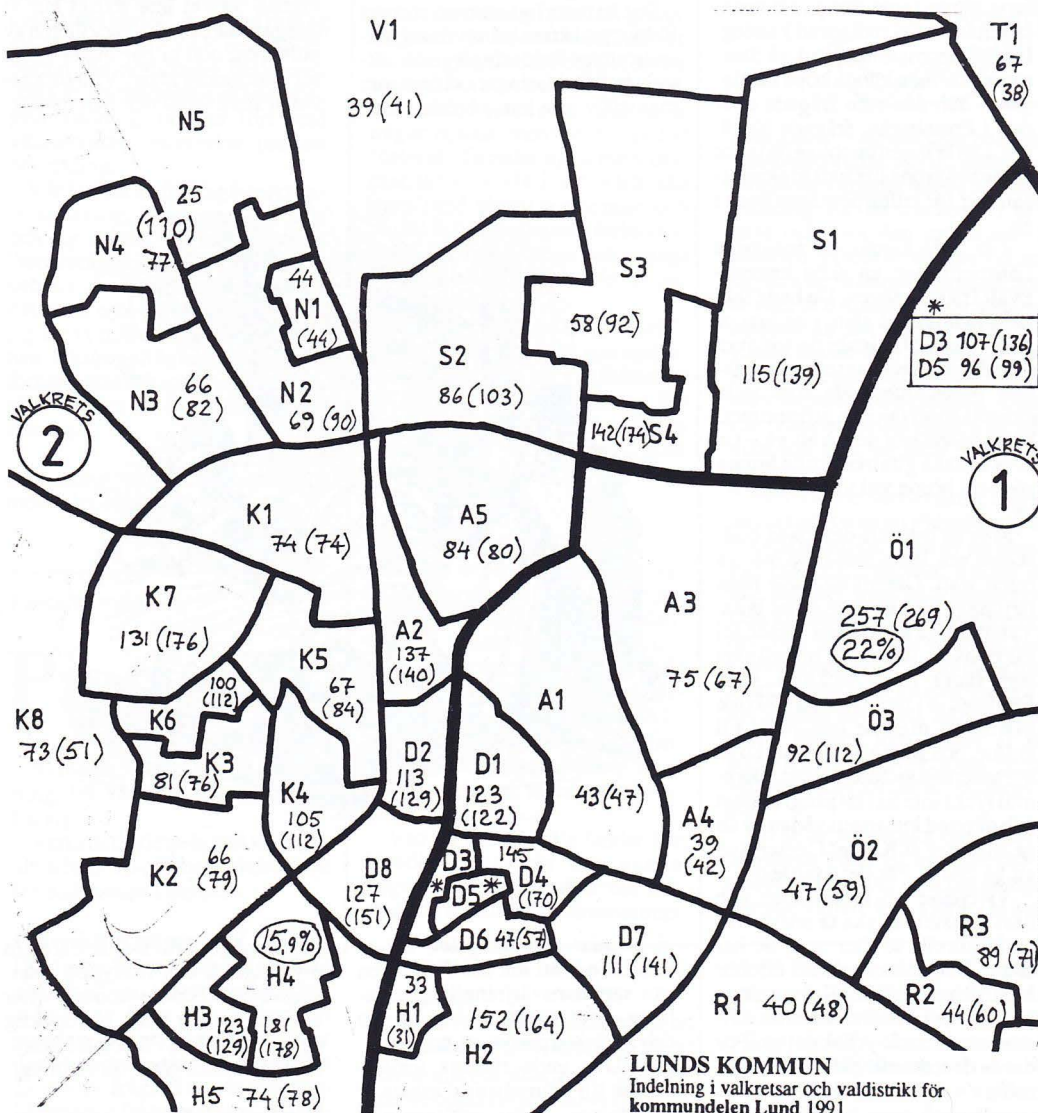 V1
39 (41)
T1
67
(38)
N5
25
(110)
N4
77
44
N1
(44)
N3 66
(82)
N2
69 (90)
VALKRETS
2
S3
58 (92)
S1
115 (139)
S2
86 (103)
142 (174) S4
*
D3 107 (136)
D5 96 (99)
VALKRETS
1
K1
74 (74)
A5
84 (80)
Ö1
257 (269)
22%
K7
131 (176)
A2
137
(140)
A3
75 (67)
K5
67
(84)
100
(112)
K6
A1
43 (47)
Ö3
92 (112)
K8
73 (51)
K3
81 (76)
K4
105
(112)
D2
113
(129)
D1
123
(122)
A4
39
(42)
Ö2
47 (59)
66
K2 (79)
D8
127
(151)
D3
*
D5 *
145
D4
(170)
D6 47 (57)
D7
111 (141)
R3
89 (71)
R2
44 (60)
15,9%
H4
181
(178)
H3 123
(129)
33
H1
(31)
152 (164)
H2
R1 40 (48)
H5 74 (78)
LUNDS KOMMUN
Indelning i valkretsar och valdistrikt för
kommundelen Lund 1991